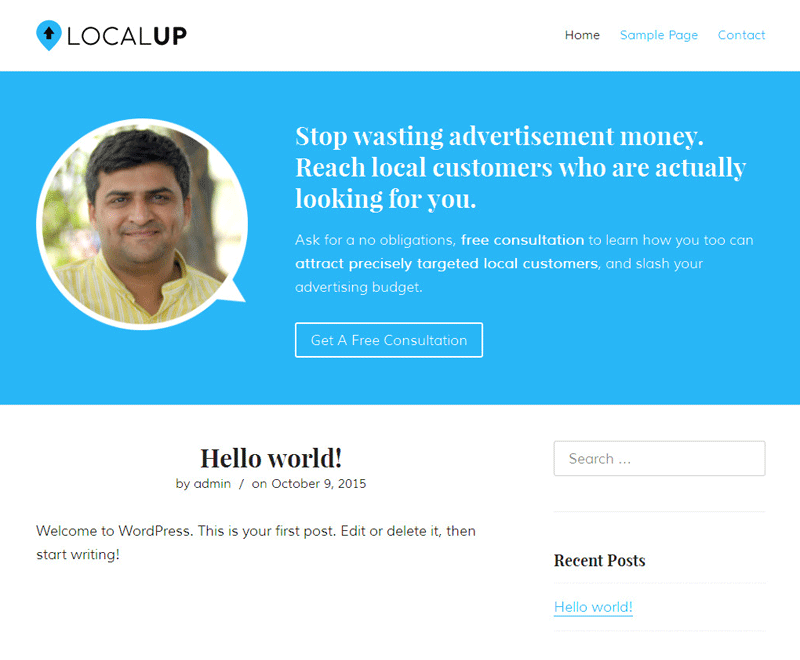 LOCALUP
Home Sample Page Contact
Stop wasting advertisement money.
Reach local customers who are actually
looking for you.
Ask for a no obligations, free consultation to learn how you too can
attract precisely targeted local customers, and slash your
advertising budget.
Get A Free Consultation
Hello world!
by admin / on October 9, 2015
Welcome to WordPress. This is your first post. Edit or delete it, then
start writing!
Search ...
Recent Posts
Hello world!